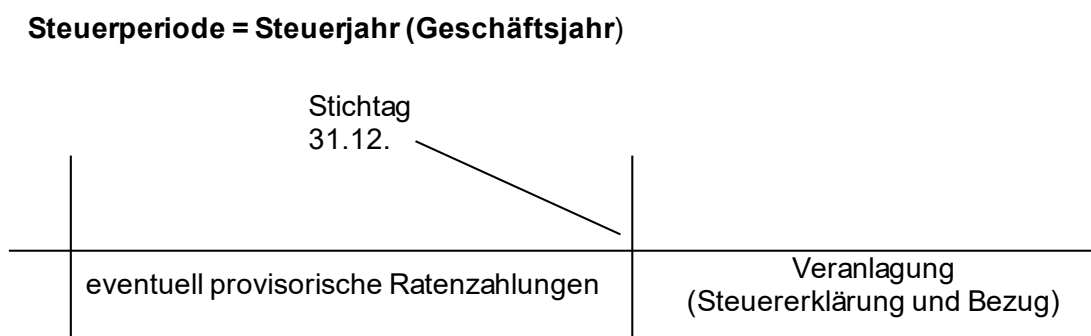 Steuerperiode = Steuerjahr (Geschäftsjahr)
Stichtag
31.12.
eventuell provisorische Ratenzahlungen
Veranlagung
(Steuererklärung und Bezug)